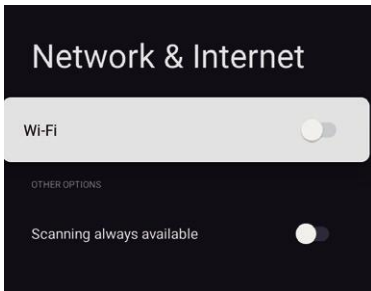 Network & Internet
Wi-Fi
OTHER OPTIONS
Scanning always available